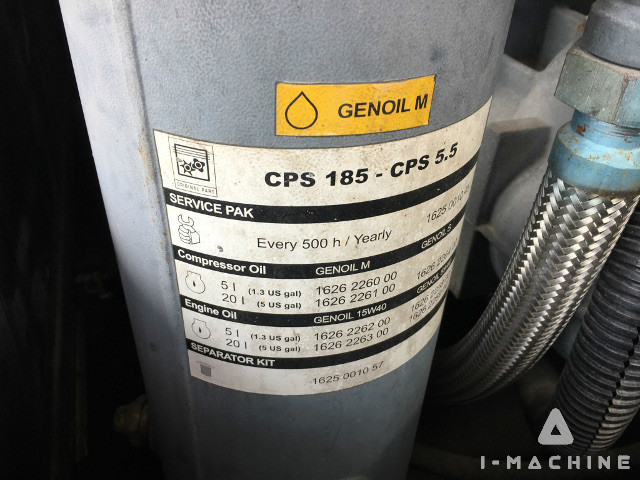 GENOIL M
ORIGINAL PART
CPS 185 - CPS 5.5
SERVICE PAK
Every 500 h / Yearly 1625 0010
Compressor Oil GENOIL M GENOIL S
5 l (1.3 US gal) 1626 2260 00 1626
20 l (5 US gal) 1626 2261 00 1626
Engine Oil GENOIL 15W40
5 l (1.3 US gal) 1626 2262 00
20 l (5 US gal) 1626 2263 00
SEPARATOR KIT
1625 0010 57
I-MACHINE